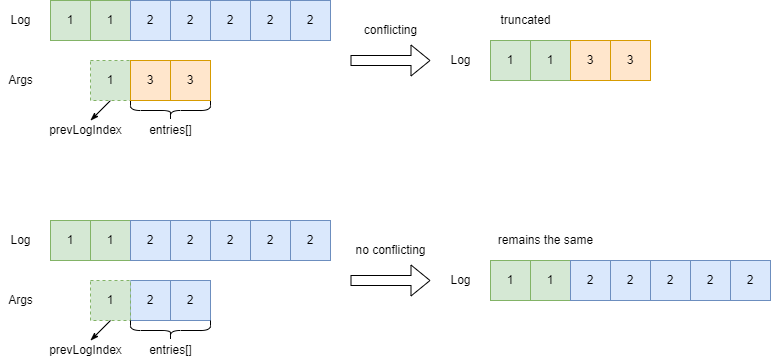 Log 1 1 2 2 2 2 2
conflicting
truncated
Log 1 1 3 3
Args 1 3 3
prevLogIndex entries[]
Log 1 1 2 2 2 2 2
no conflicting
remains the same
Log 1 1 2 2 2 2 2
Args 1 2 2
prevLogIndex entries[]